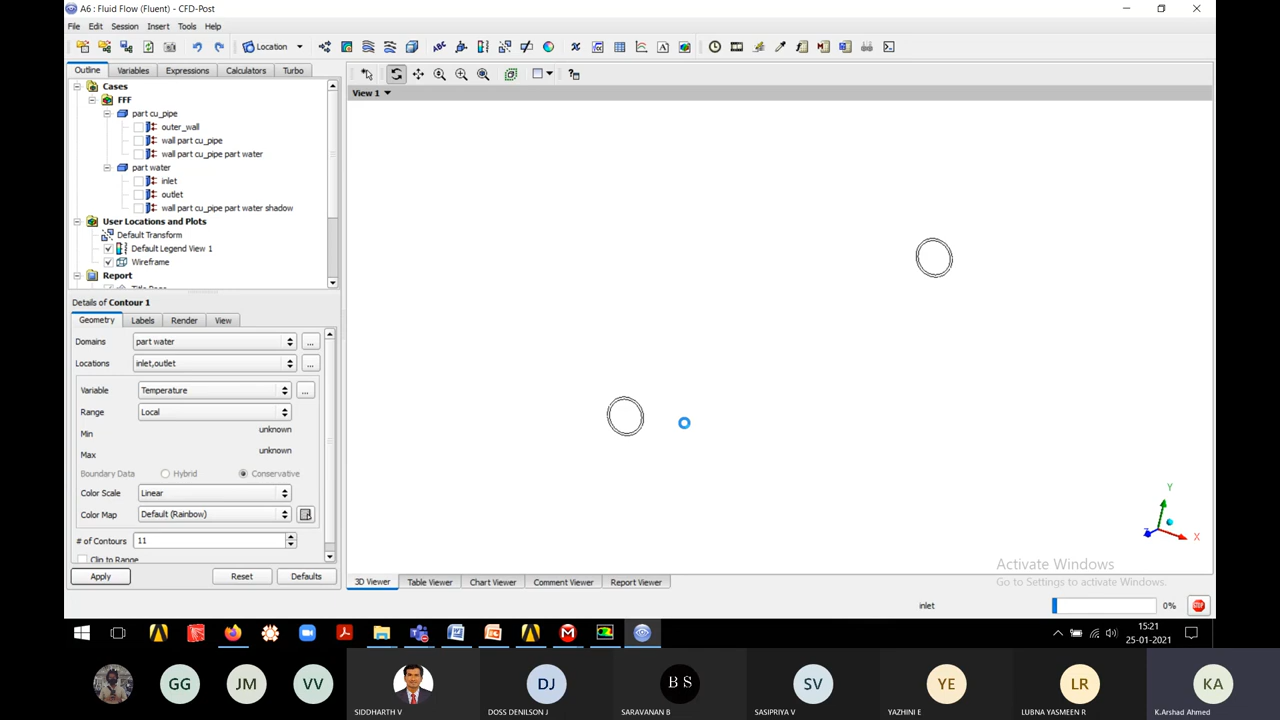 A6 : Fluid Flow (Fluent) - CFD-Post
File Edit Session Insert Tools Help
Location
Outline Variables Expressions Calculators Turbo
Cases
FFF
part cu_pipe
outer_wall
wall part cu_pipe
wall part cu_pipe part water
part water
inlet
outlet
wall part cu_pipe part water shadow
User Locations and Plots
Default Transform
Default Legend View 1
Wireframe
Report
View 1
Details of Contour 1
Geometry Labels Render View
Domains part water ...
Locations inlet,outlet ...
Variable Temperature ...
Range Local
Min unknown
Max unknown
Boundary Data Hybrid Conservative
Color Scale Linear
Color Map Default (Rainbow)
# of Contours 11
Clip to Range
Apply Reset Defaults
Y
X
Z
Activate Windows
Go to Settings to activate Windows.
3D Viewer Table Viewer Chart Viewer Comment Viewer Report Viewer
inlet 0%
15:21
25-01-2021
GG JM VV DJ B S SV YE LR KA
SIDDHARTH V DOSS DENILSON J SARAVANAN B SASIPRIYA V YAZHINI E LUBNA YASMEEN R K.Arshad Ahmed